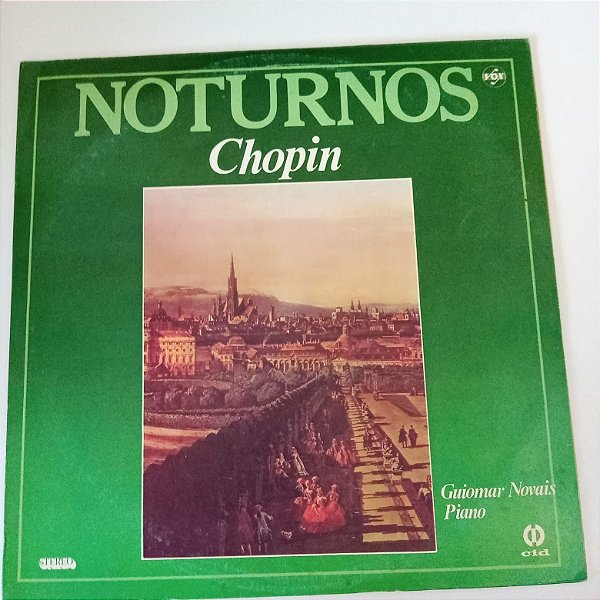 NOTURNOS
VOX
Chopin
Guiomar Novais
Piano
STEREO
cid